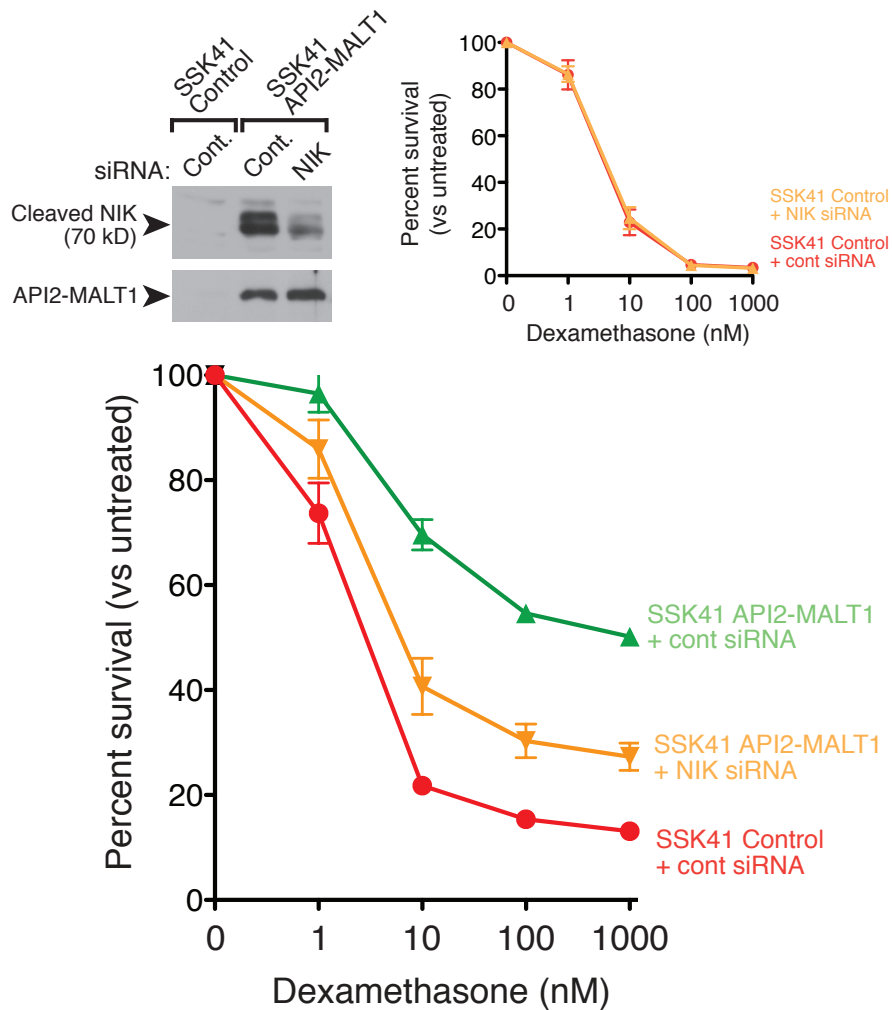 SSK41
Control
SSK41
API2-MALT1
siRNA:
Cont.
Cont.
NIK
Cleaved NIK
(70 kD)
API2-MALT1
Percent survival
(vs untreated)
100
80
60
40
20
0
0
1
10
100
1000
Dexamethasone (nM)
SSK41 Control
+ NIK siRNA
SSK41 Control
+ cont siRNA
Percent survival (vs untreated)
100
80
60
40
20
0
0
1
10
100
1000
Dexamethasone (nM)
SSK41 API2-MALT1
+ cont siRNA
SSK41 API2-MALT1
+ NIK siRNA
SSK41 Control
+ cont siRNA